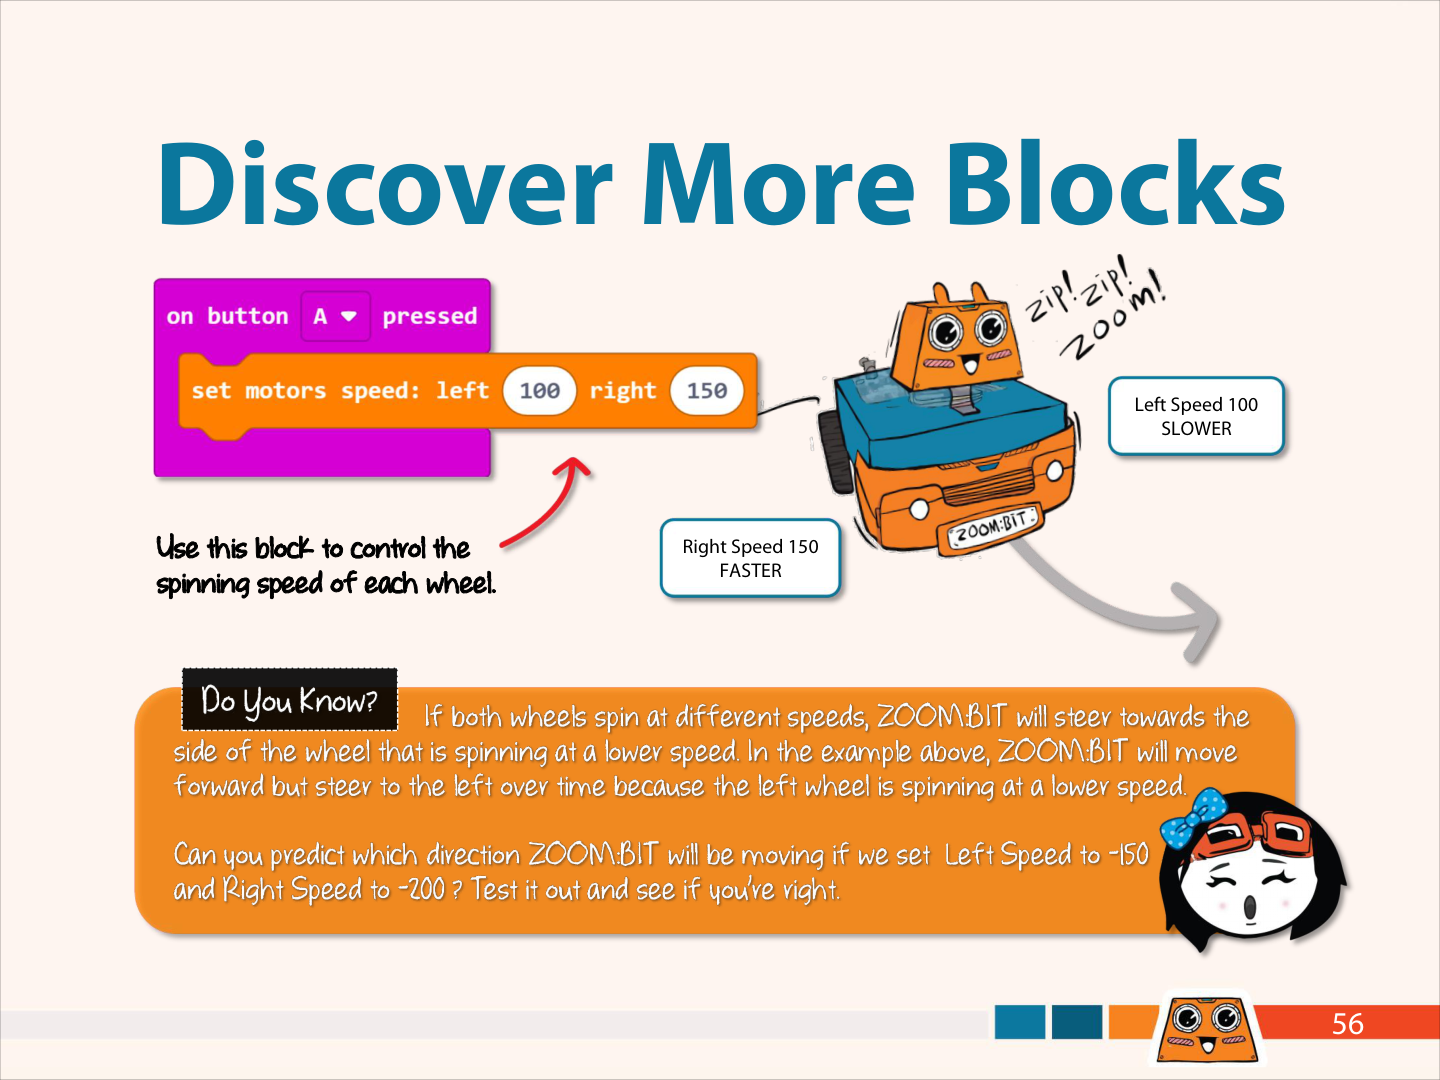 Discover More Blocks
on button A pressed
set motors speed: left 100 right 150
zip! zip!
zoom!
Left Speed 100
SLOWER
ZOOM:BIT
Right Speed 150
FASTER
Use this block to control the
spinning speed of each wheel.
Do You Know?
If both wheels spin at different speeds, ZOOM:BIT will steer towards the
side of the wheel that is spinning at a lower speed. In the example above, ZOOM:BIT will move
forward but steer to the left over time because the left wheel is spinning at a lower speed.
Can you predict which direction ZOOM:BIT will be moving if we set Left Speed to -150
and Right Speed to -200 ? Test it out and see if you're right.
56